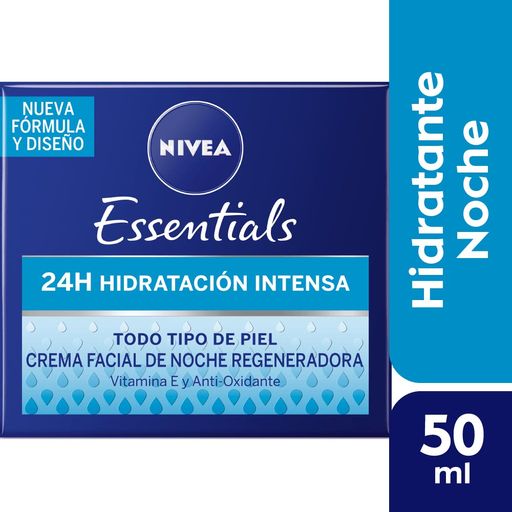 NUEVA
FÓRMULA
Y DISEÑO
NIVEA
Essentials
24H HIDRATACIÓN INTENSA
TODO TIPO DE PIEL
CREMA FACIAL DE NOCHE REGENERADORA
Vitamina E y Anti-Oxidante
Hidratante
Noche
50
ml